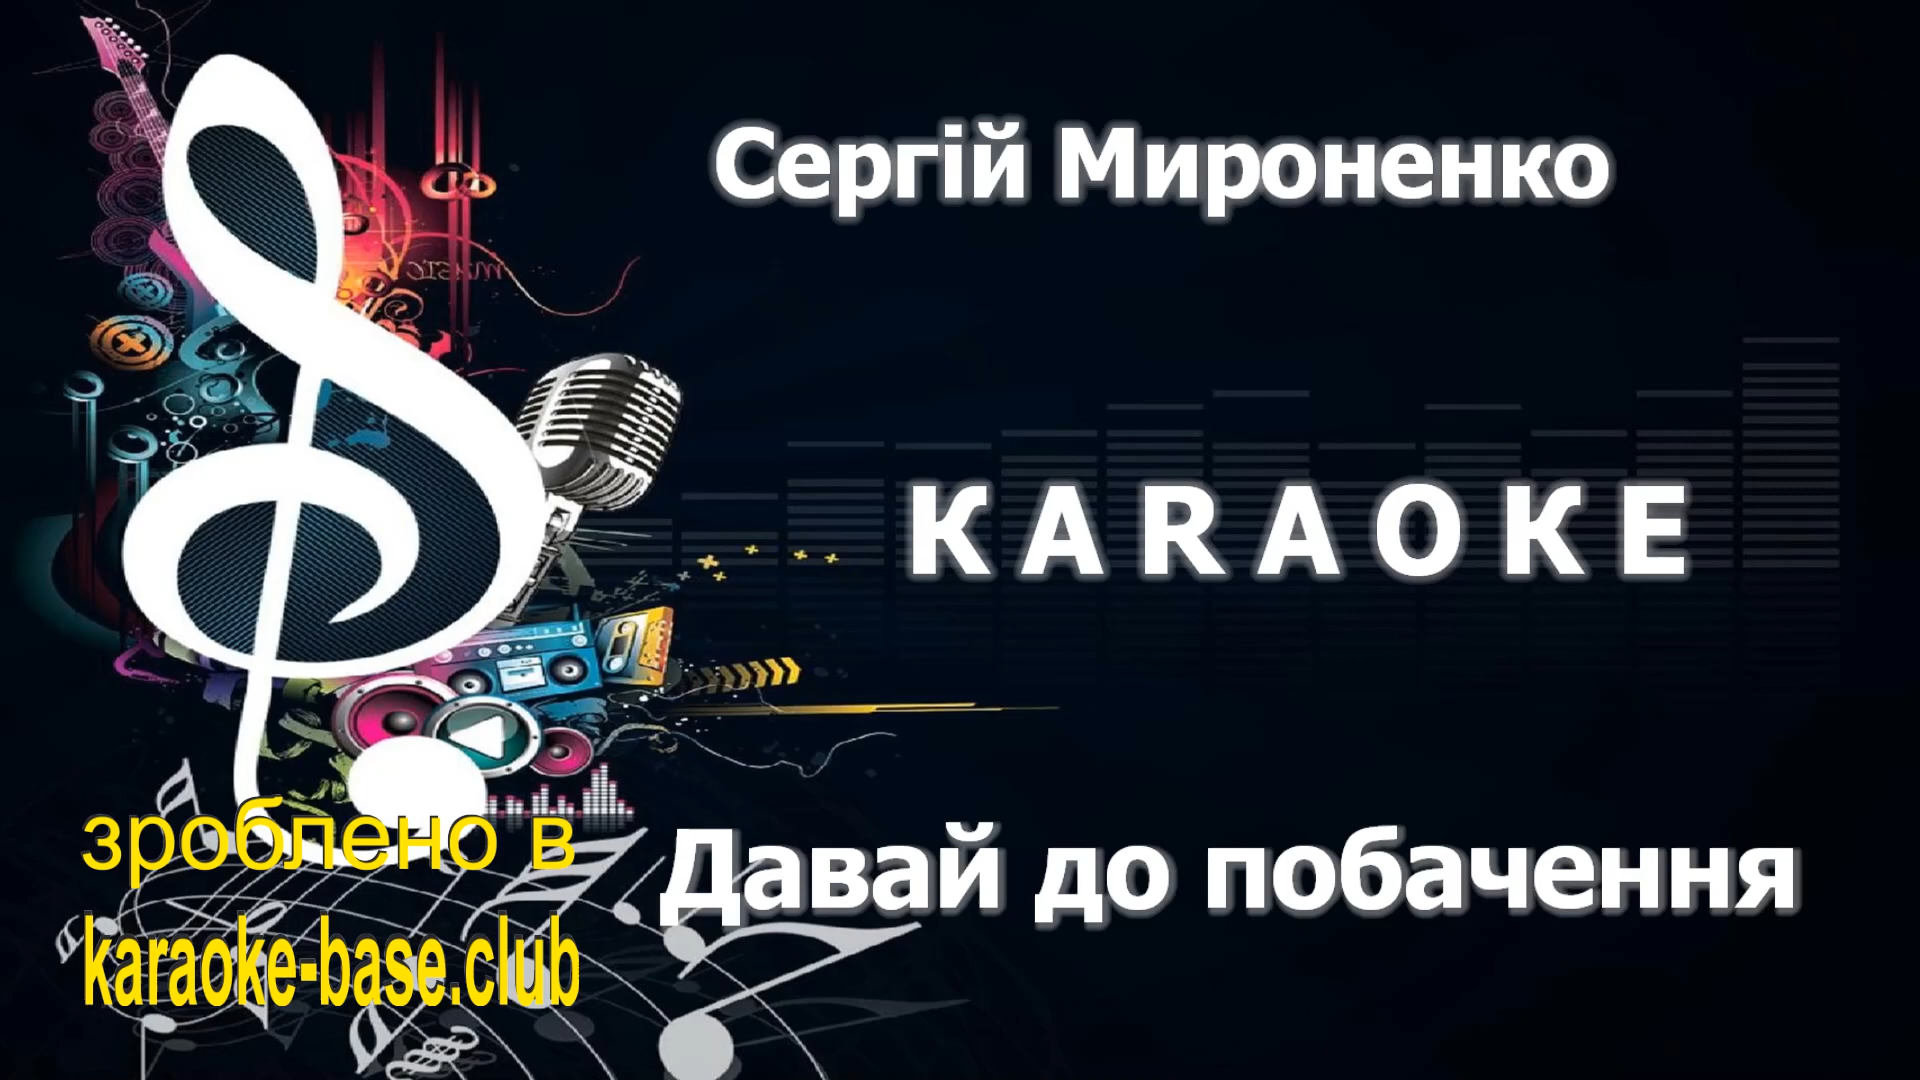 Сергій Мироненко
KARAOKE
Давай до побачення
зроблено в
karaoke-base.club